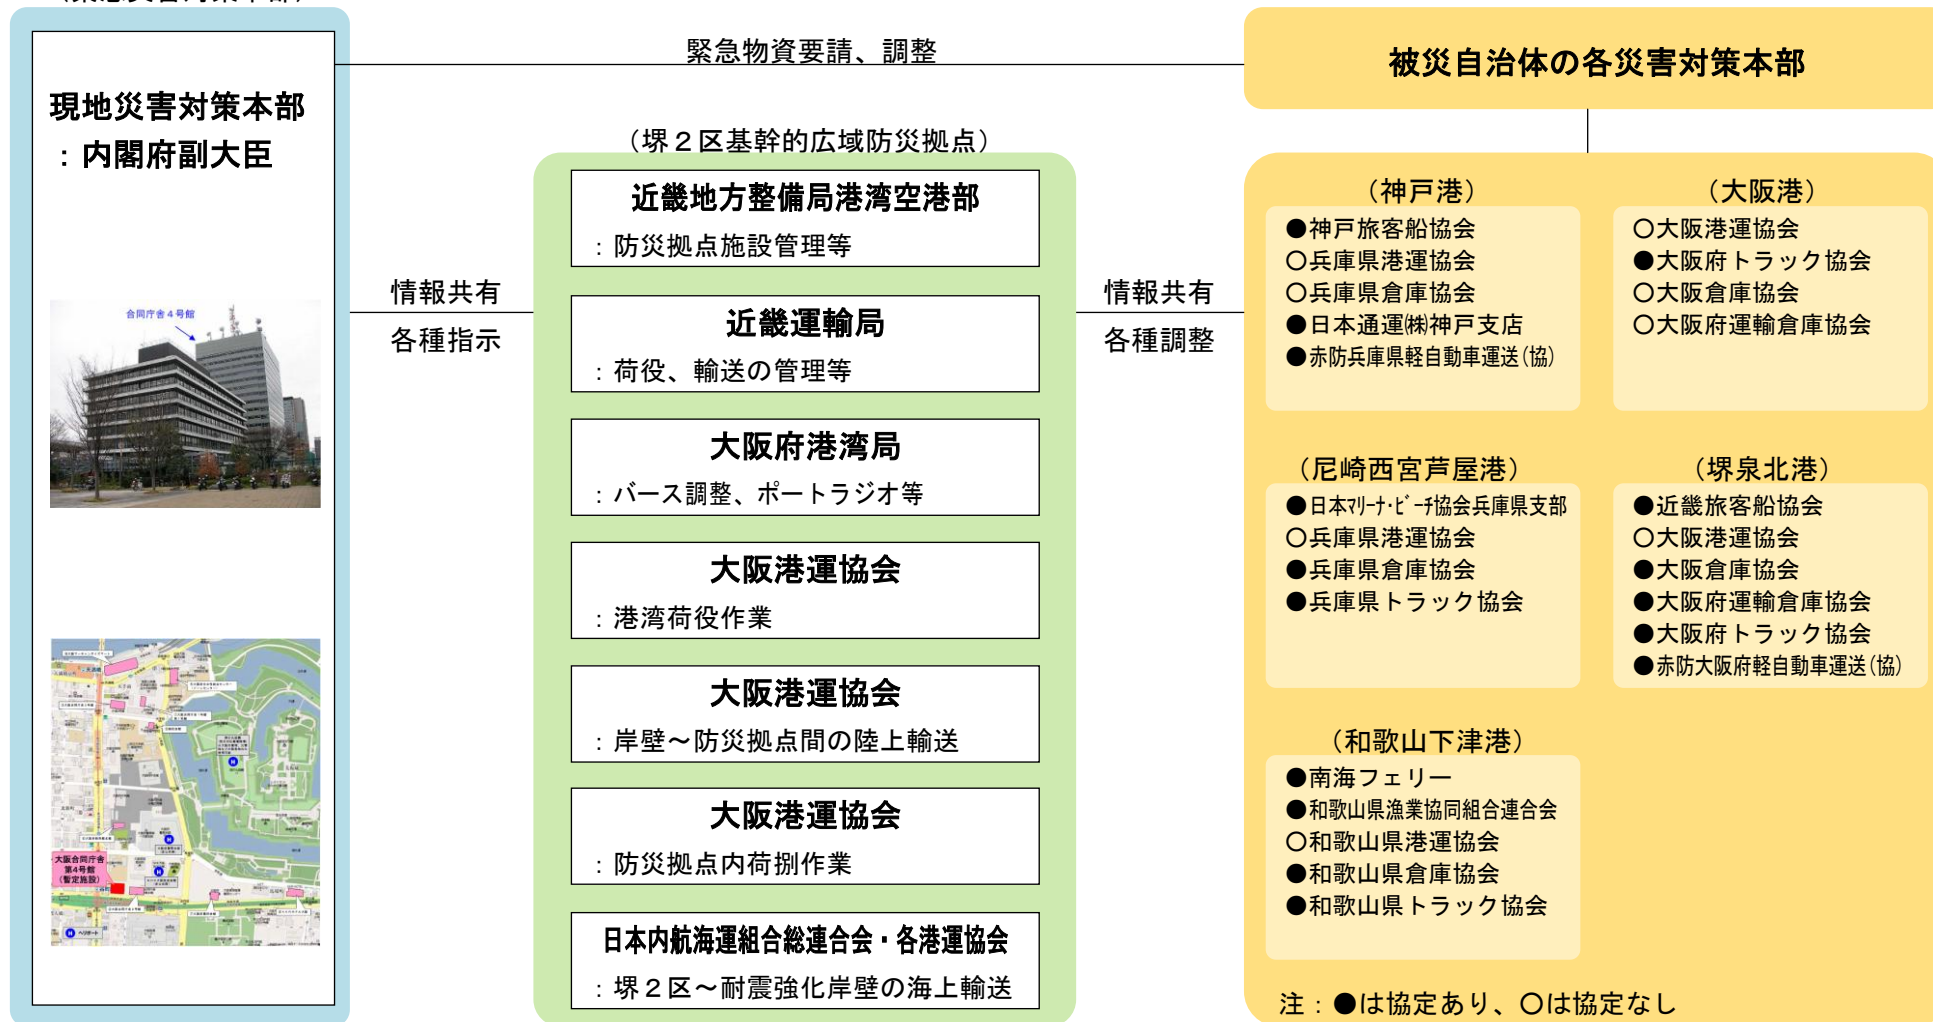 現地災害対策本部
：内閣府副大臣
合同庁舎４号館
大阪合同庁舎
第4号館
（暫定施設）
ヘリポート
緊急物資要請、調整
情報共有
各種指示
（堺２区基幹的広域防災拠点）
近畿地方整備局港湾空港部
：防災拠点施設管理等
近畿運輸局
：荷役、輸送の管理等
大阪府港湾局
：バース調整、ポートラジオ等
大阪港運協会
：港湾荷役作業
大阪港運協会
：岸壁～防災拠点間の陸上輸送
大阪港運協会
：防災拠点内荷捌作業
日本内航海運組合総連合会・各港運協会
：堺２区～耐震強化岸壁の海上輸送
情報共有
各種調整
被災自治体の各災害対策本部
（神戸港）
●神戸旅客船協会
○兵庫県港運協会
○兵庫県倉庫協会
●日本通運㈱神戸支店
●赤防兵庫県軽自動車運送(協)
（大阪港）
○大阪港運協会
●大阪府トラック協会
○大阪倉庫協会
○大阪府運輸倉庫協会
（尼崎西宮芦屋港）
●日本ﾏﾘｰﾅ･ﾋﾞｰﾁ協会兵庫県支部
○兵庫県港運協会
●兵庫県倉庫協会
●兵庫県トラック協会
（堺泉北港）
●近畿旅客船協会
○大阪港運協会
●大阪倉庫協会
●大阪府運輸倉庫協会
●大阪府トラック協会
●赤防大阪府軽自動車運送(協)
（和歌山下津港）
●南海フェリー
●和歌山県漁業協同組合連合会
○和歌山県港運協会
●和歌山県倉庫協会
●和歌山県トラック協会
注：●は協定あり、○は協定なし